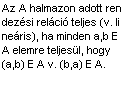 Az A halmazon adott ren
dezési reláció teljes (v. li
neáris), ha minden a,b E
A elemre teljesül, hogy
(a,b) E A v. (b,a) E A.